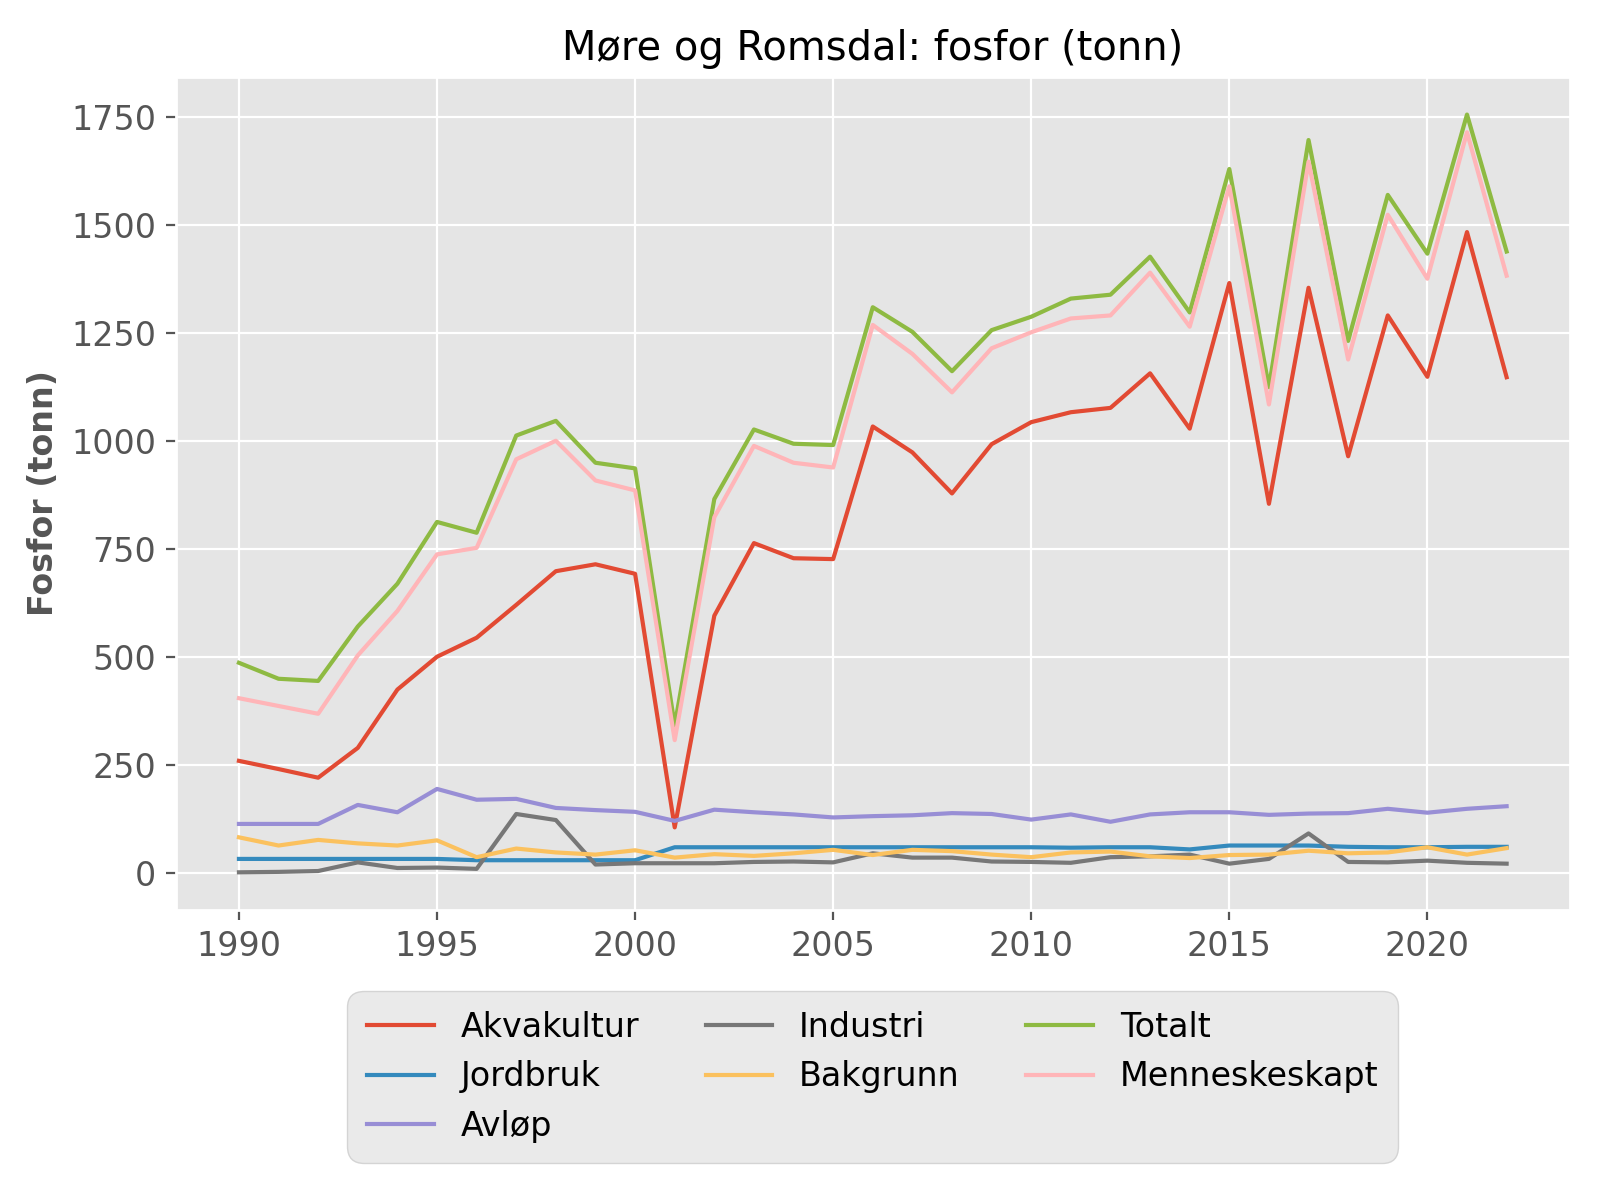 Møre og Romsdal: fosfor (tonn)
Fosfor (tonn)
1750
1500
1250
1000
750
500
250
0
1990 1995 2000 2005 2010 2015 2020
Akvakultur Industri Totalt
Jordbruk Bakgrunn Menneskeskapt
Avløp